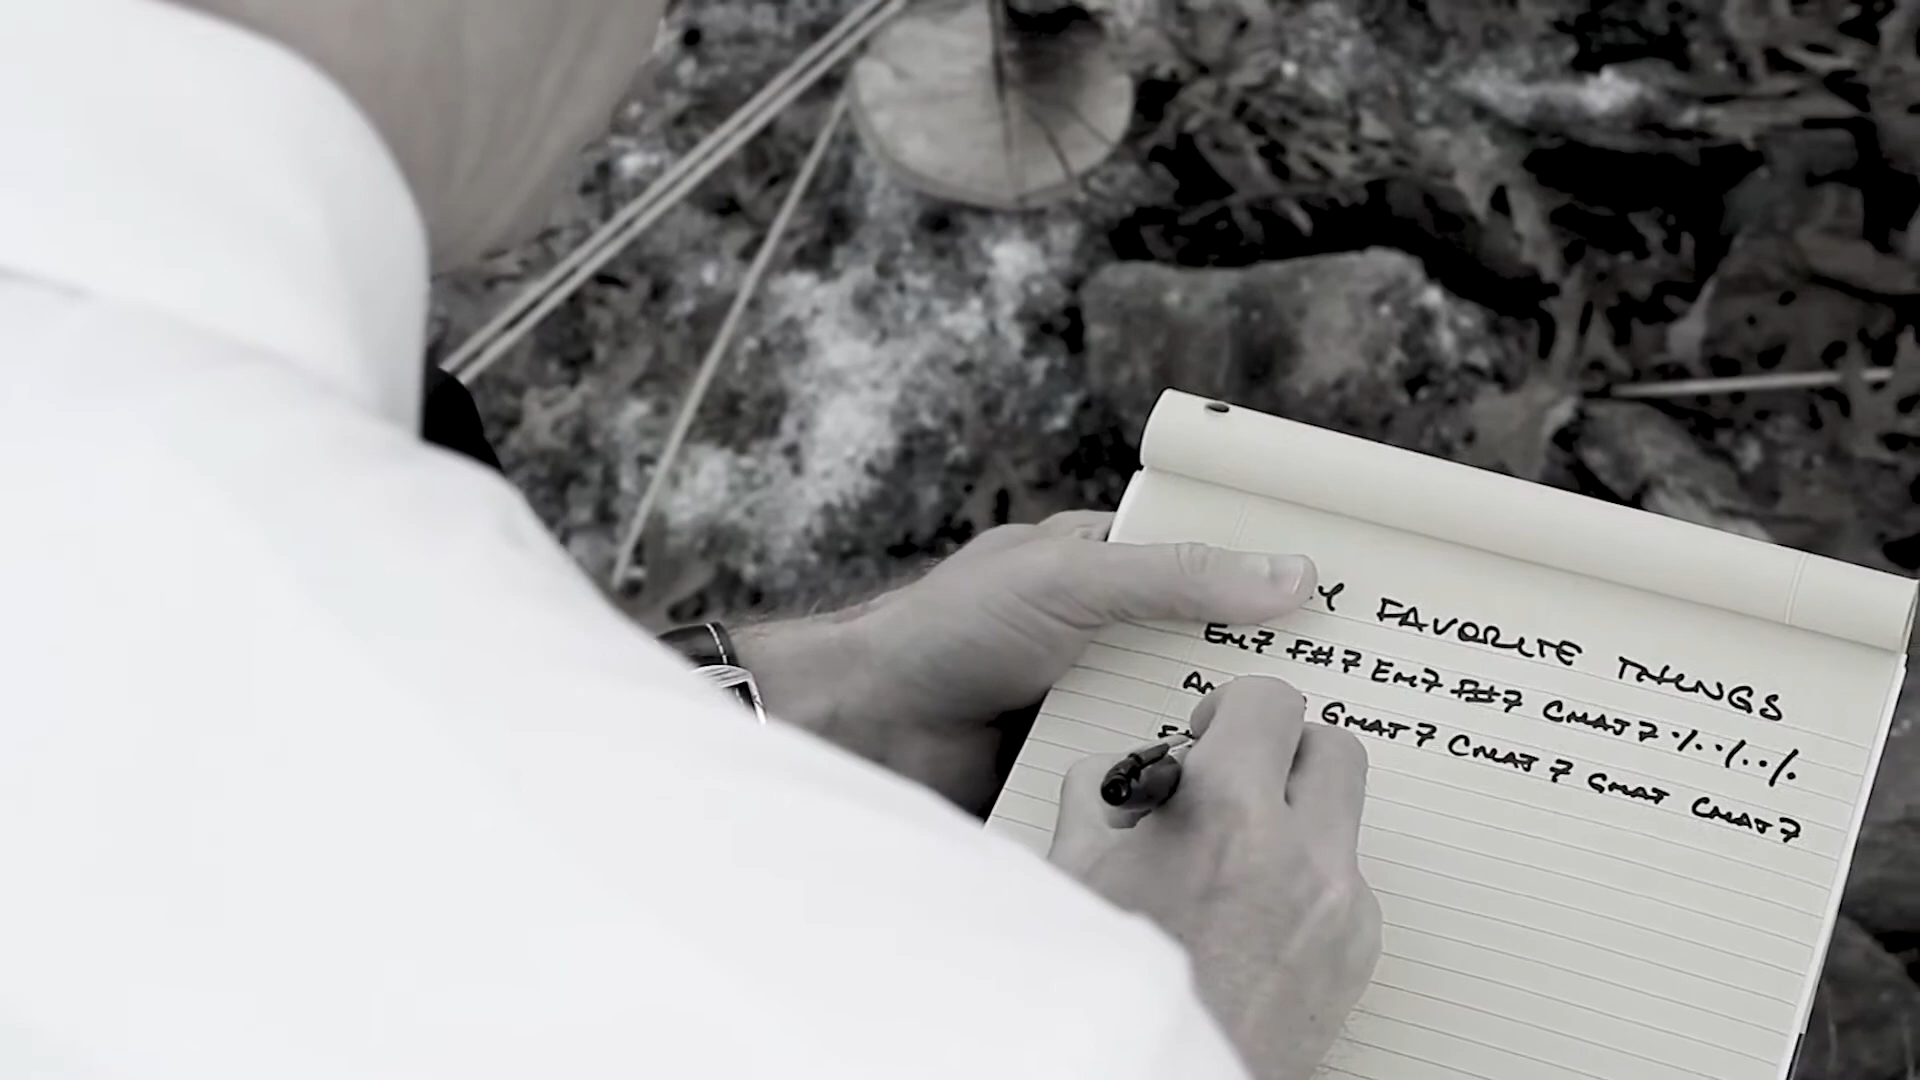 FAVORITE THINGS
Em7 F#7 Em7 F#7 CMAJ7 ٪ ٪ ٪
GMAJ7 CMAJ7 GMAJ CMAJ7